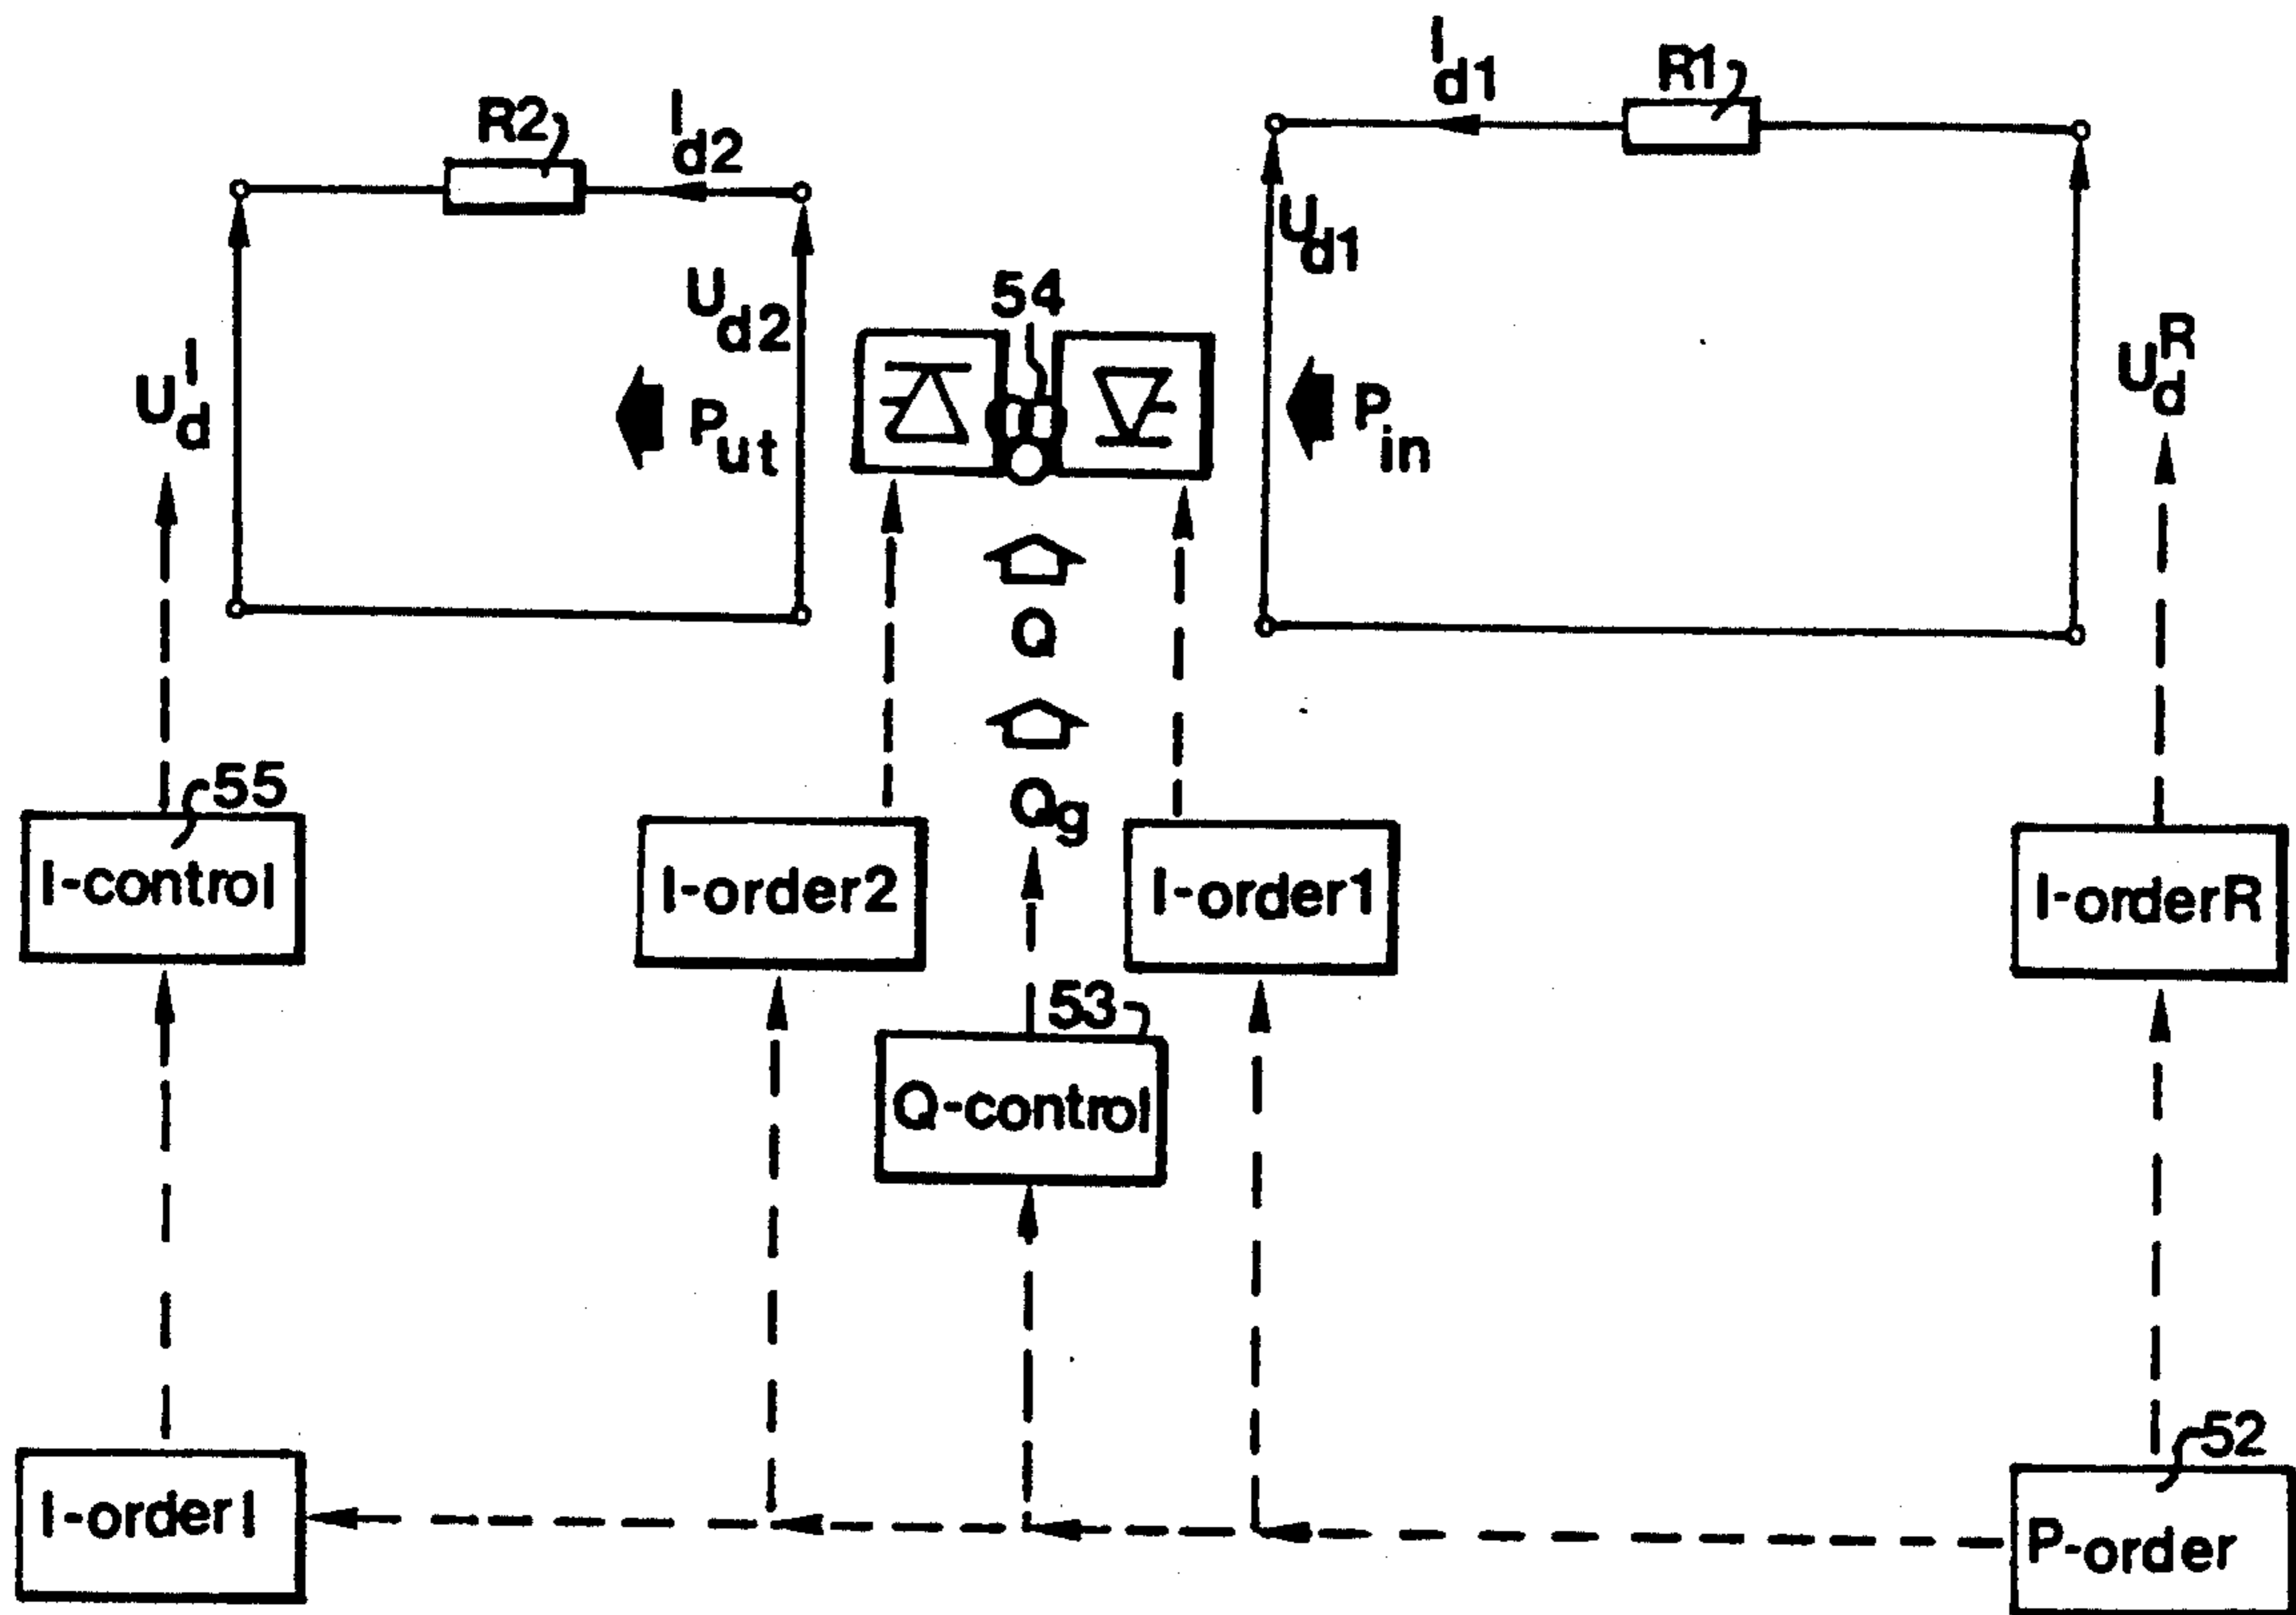 I
d1
R1
R2
I
d2
U
d1
54
U
d2
R
U
d
I
U
d
P
ut
P
in
Q
55
Qg
I-control
I-order2
I-order1
I-orderR
53
Q-control
52
I-orderI
P-order